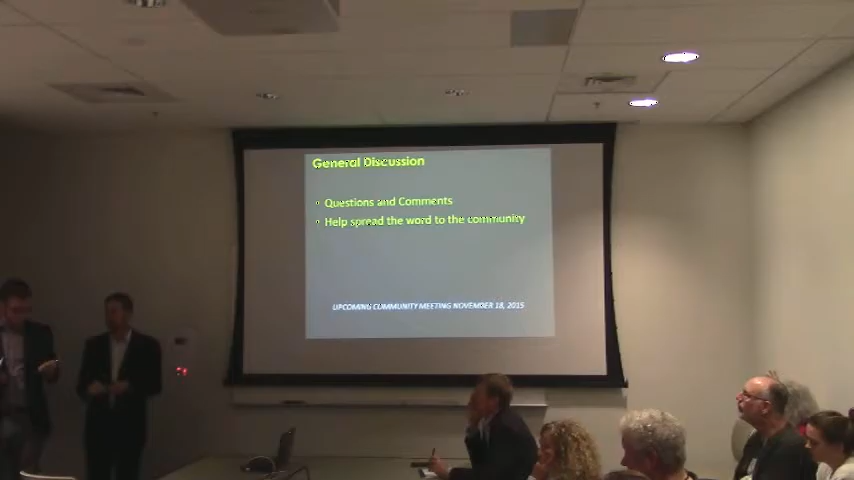 General Discussion
• Questions and Comments
• Help spread the word to the community
UPCOMING COMMUNITY MEETING NOVEMBER 18, 2015